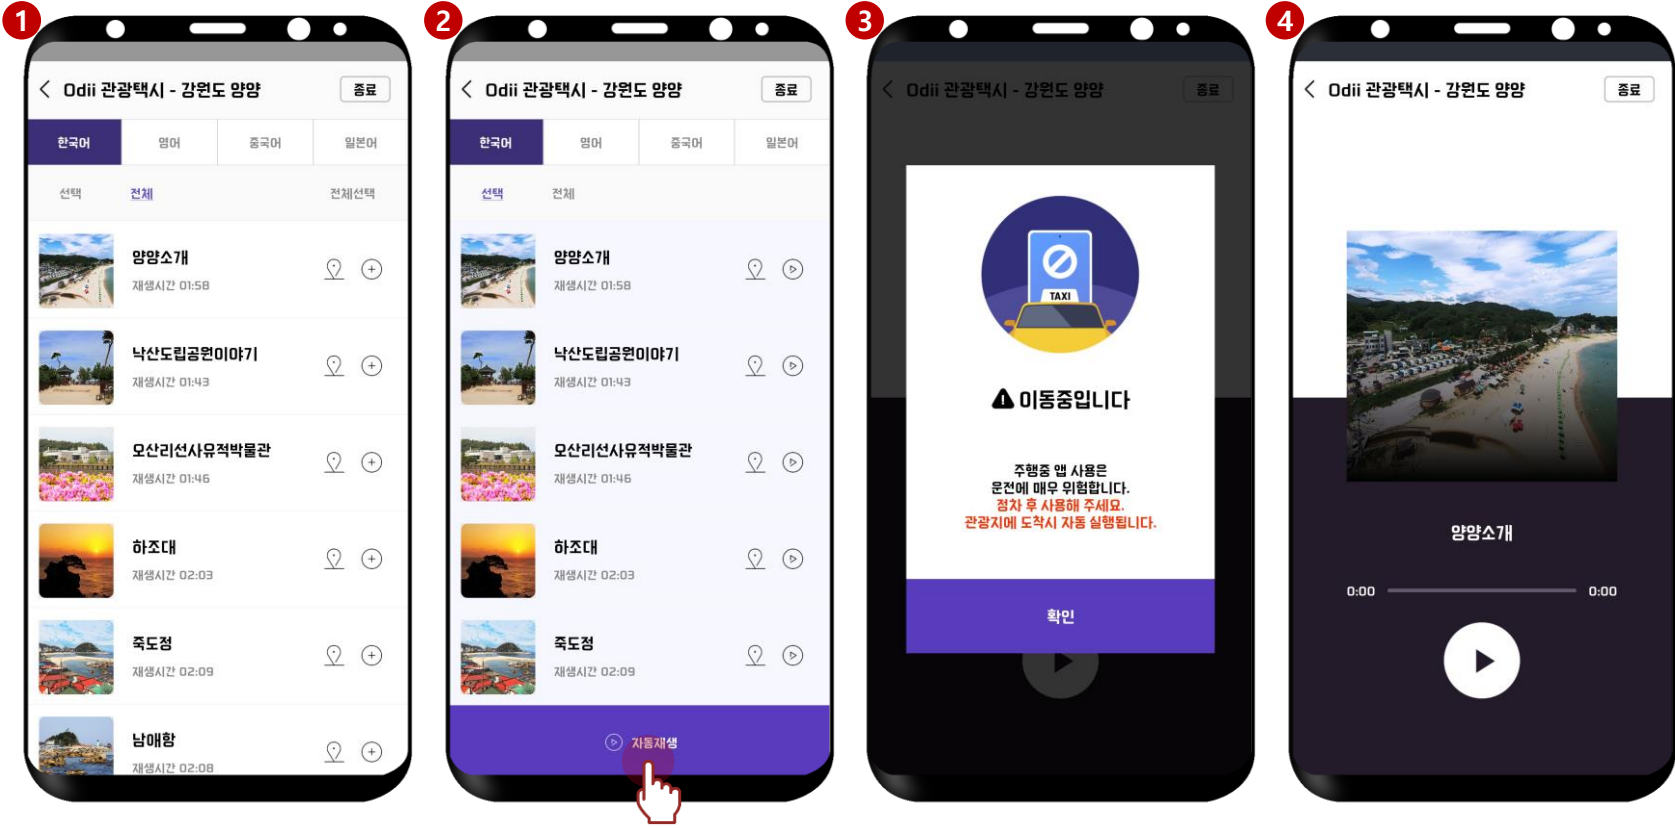 1
Odii 관광택시 - 강원도 양양
종료
한국어
영어
중국어
일본어
선택
전체
전체선택
양양소개
재생시간 01:58
낙산도립공원이야기
재생시간 01:43
오산리선사유적박물관
재생시간 01:46
하조대
재생시간 02:03
죽도정
재생시간 02:09
남애항
재생시간 02:08
2
Odii 관광택시 - 강원도 양양
종료
한국어
영어
중국어
일본어
선택
전체
양양소개
재생시간 01:58
낙산도립공원이야기
재생시간 01:43
오산리선사유적박물관
재생시간 01:46
하조대
재생시간 02:03
죽도정
재생시간 02:09
자동재생
3
Odii 관광택시 - 강원도 양양
종료
TAXI
이동중입니다
주행중 앱 사용은
운전에 매우 위험합니다.
정차 후 사용해 주세요.
관광지에 도착시 자동 실행됩니다.
확인
4
Odii 관광택시 - 강원도 양양
종료
양양소개
0:00
0:00